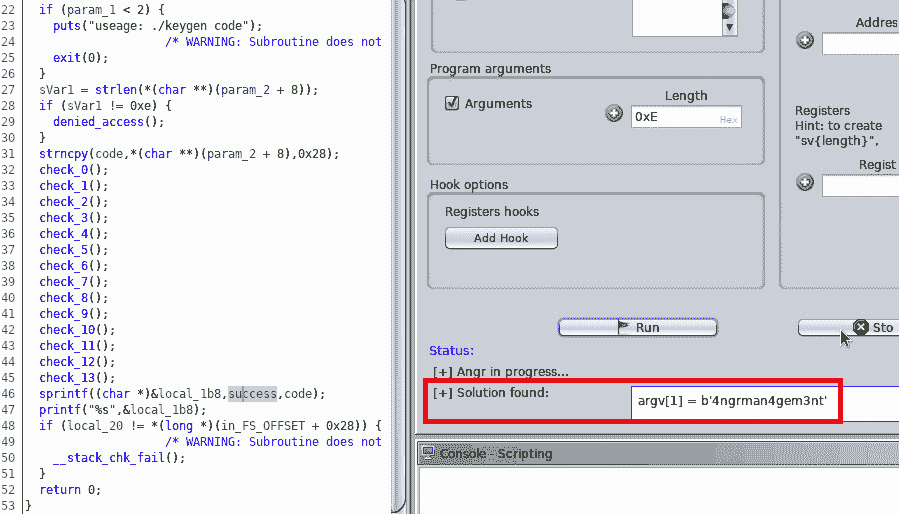 22 if (param_1 < 2) {
23 puts("useage: ./keygen code");
24 /* WARNING: Subroutine does not
25 exit(0);
26 }
27 sVar1 = strlen(*(char **)(param_2 + 8));
28 if (sVar1 != 0xe) {
29 denied_access();
30 }
31 strncpy(code,*(char **)(param_2 + 8),0x28);
32 check_0();
33 check_1();
34 check_2();
35 check_3();
36 check_4();
37 check_5();
38 check_6();
39 check_7();
40 check_8();
41 check_9();
42 check_10();
43 check_11();
44 check_12();
45 check_13();
46 sprintf((char *)&local_1b8,success,code);
47 printf("%s",&local_1b8);
48 if (local_20 != *(long *)(in_FS_OFFSET + 0x28)) {
49 /* WARNING: Subroutine does not
50 __stack_chk_fail();
51 }
52 return 0;
53 }
Program arguments
Arguments
Length
0xE
Hex
Hook options
Registers hooks
Add Hook
Run
Status:
[+] Angr in progress...
[+] Solution found:
argv[1] = b'4ngrman4gem3nt'
Console - Scripting
Addres
Registers
Hint: to create
"sv{length}",
Regist
Sto